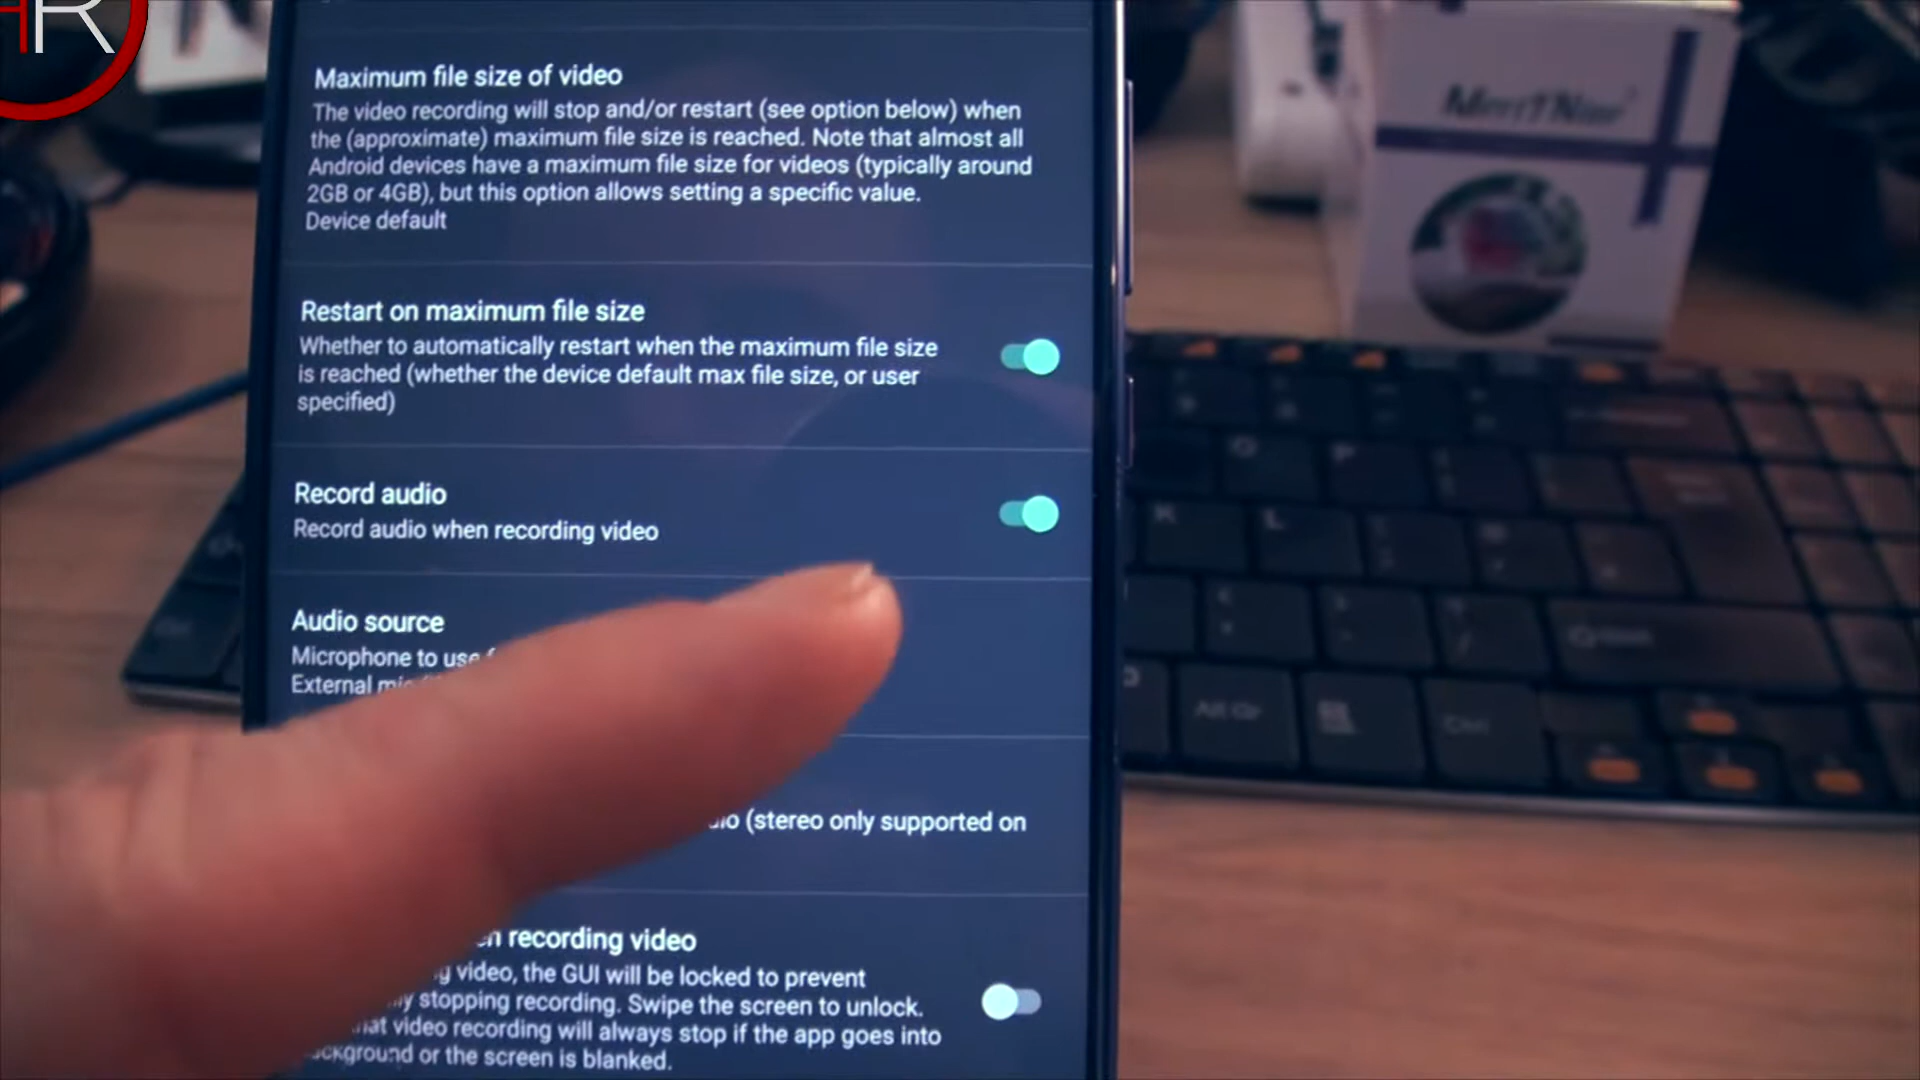 Maximum file size of video
The video recording will stop and/or restart (see option below) when
the (approximate) maximum file size is reached. Note that almost all
Android devices have a maximum file size for videos (typically around
2GB or 4GB), but this option allows setting a specific value.
Device default
Restart on maximum file size
Whether to automatically restart when the maximum file size
is reached (whether the device default max file size, or user
specified)
Record audio
Record audio when recording video
Audio source
Microphone to use
External
(stereo only supported on
recording video
video, the GUI will be locked to prevent
stopping recording. Swipe the screen to unlock.
that video recording will always stop if the app goes into
background or the screen is blanked.
K
L
Alt Gr